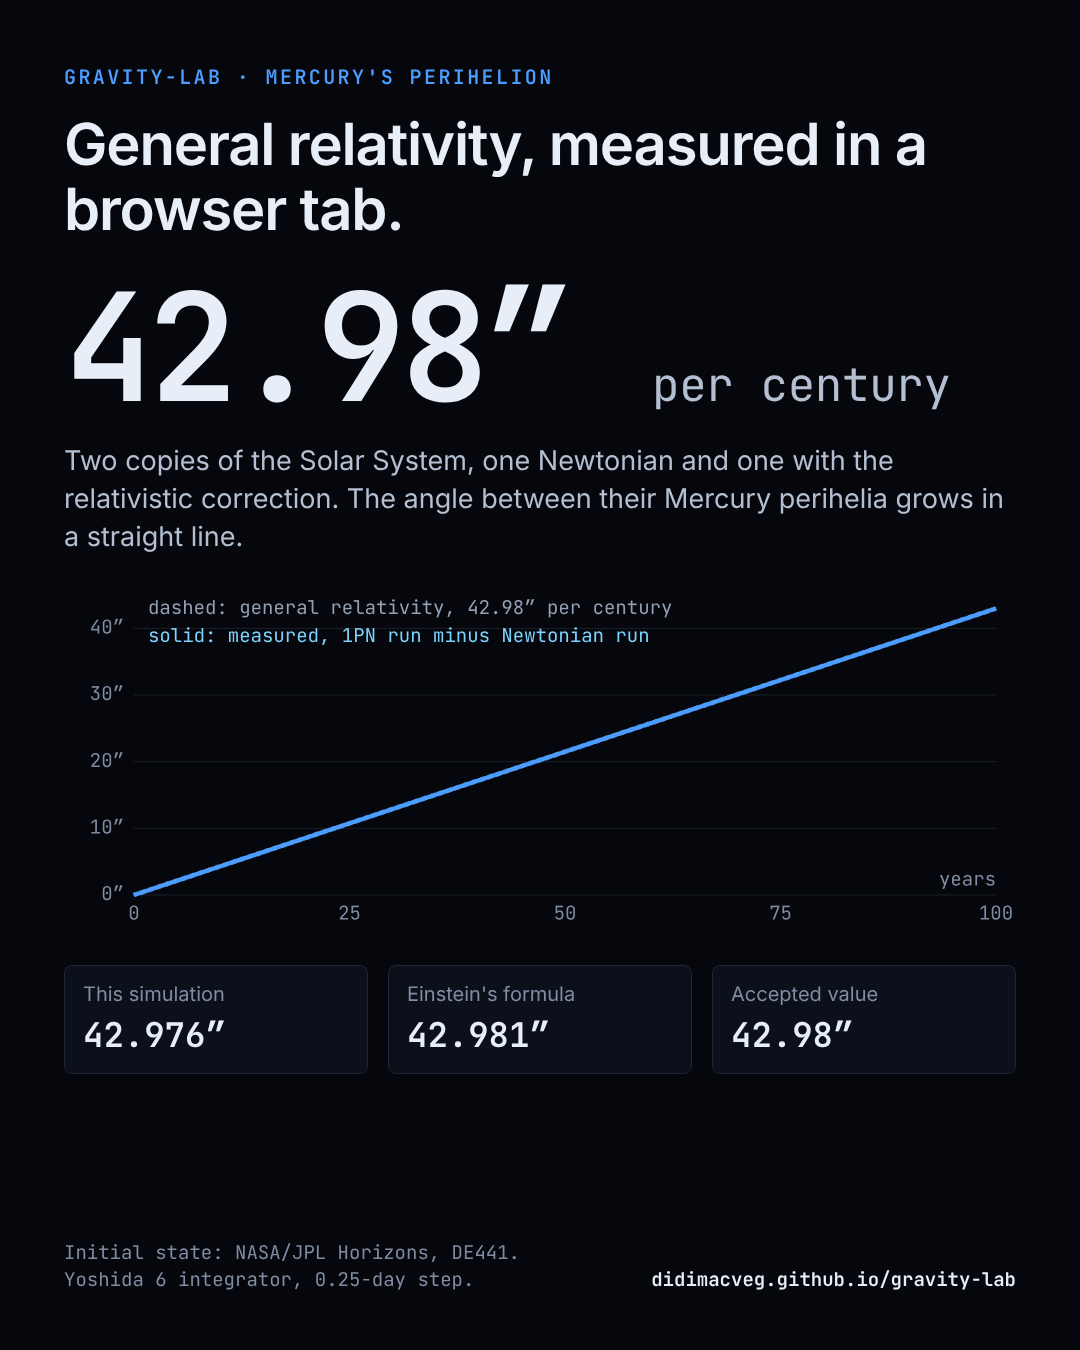 GRAVITY-LAB · MERCURY'S PERIHELION
General relativity, measured in a
browser tab.
42.98″ per century
Two copies of the Solar System, one Newtonian and one with the
relativistic correction. The angle between their Mercury perihelia grows in
a straight line.
dashed: general relativity, 42.98″ per century
40″
solid: measured, 1PN run minus Newtonian run
30″
20″
10″
years
0″
0 25 50 75 100
This simulation Einstein's formula Accepted value
42.976″ 42.981″ 42.98″
Initial state: NASA/JPL Horizons, DE441.
Yoshida 6 integrator, 0.25-day step. didimacveg.github.io/gravity-lab